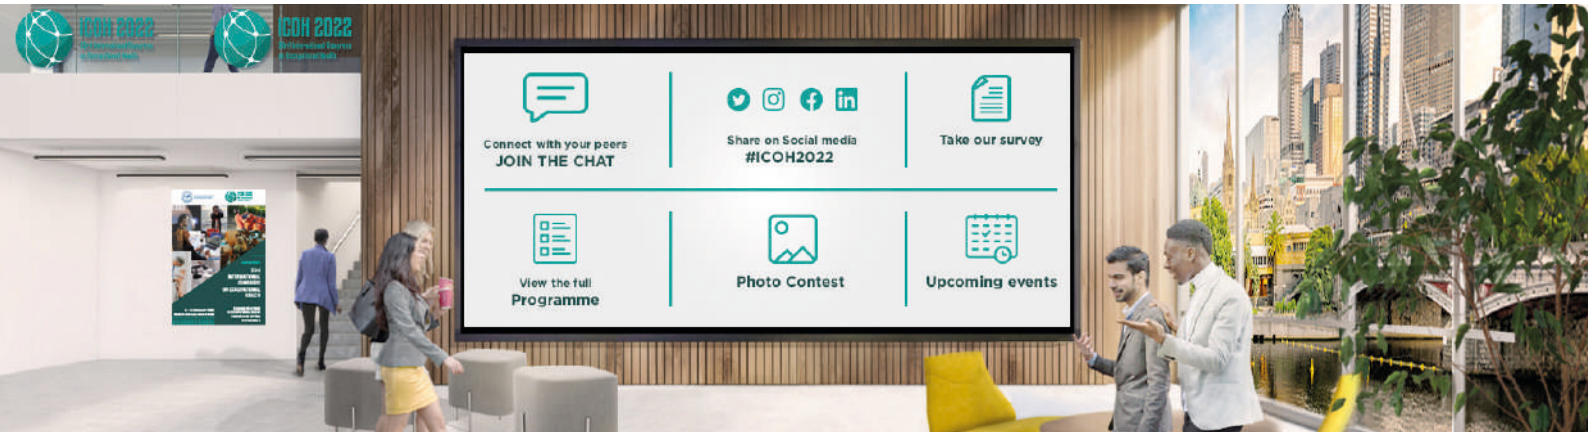 ICOH 2022
ICOH 2022
Connect with your peers
JOIN THE CHAT
Share on Social media
#ICOH2022
Take our survey
View the full
Programme
Photo Contest
Upcoming events
INTERNATIONAL